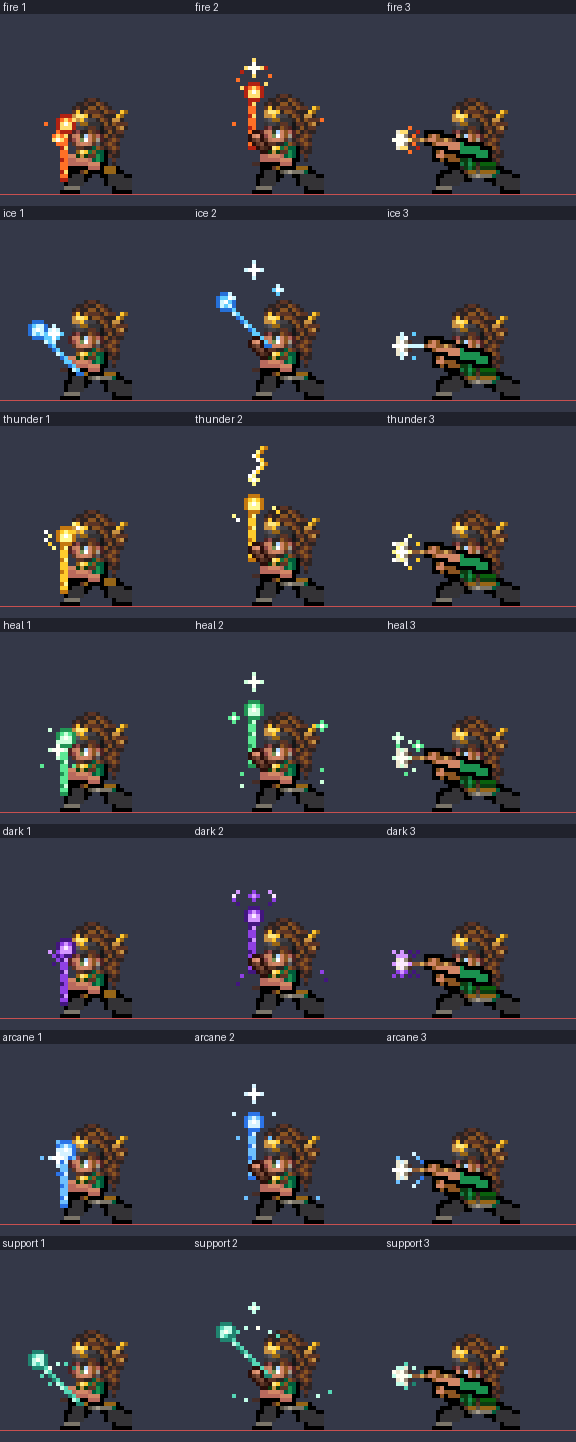 fire 1 fire 2 fire 3
ice 1 ice 2 ice 3
thunder 1 thunder 2 thunder 3
heal 1 heal 2 heal 3
dark 1 dark 2 dark 3
arcane 1 arcane 2 arcane 3
support 1 support 2 support 3